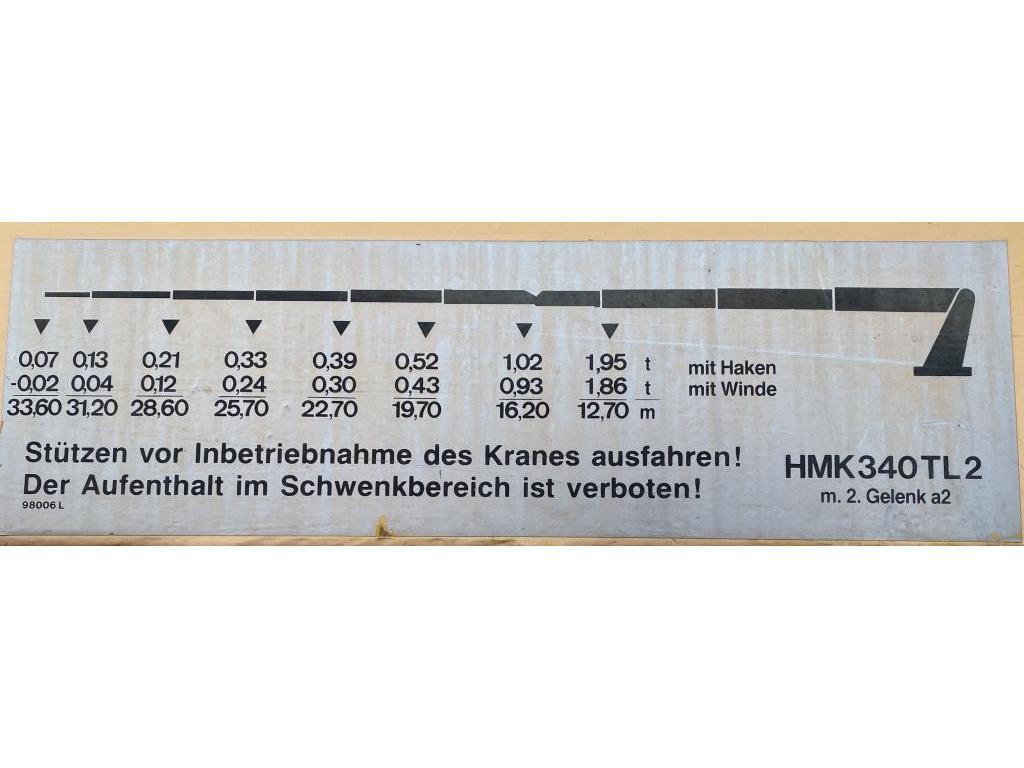 0,07 0,13 0,21 0,33 0,39 0,52 1,02 1,95 t mit Haken
-0,02 0,04 0,12 0,24 0,30 0,43 0,93 1,86 t mit Winde
33,60 31,20 28,60 25,70 22,70 19,70 16,20 12,70 m
Stützen vor Inbetriebnahme des Kranes ausfahren!
Der Aufenthalt im Schwenkbereich ist verboten!
98006 L
HMK340TL2
m. 2. Gelenk a2